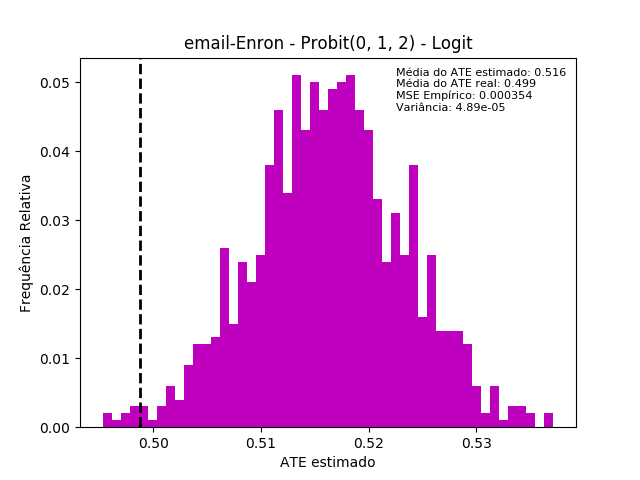 email-Enron - Probit(0, 1, 2) - Logit
Média do ATE estimado: 0.516
Média do ATE real: 0.499
MSE Empírico: 0.000354
Variância: 4.89e-05
Frequência Relativa
0.05
0.04
0.03
0.02
0.01
0.00
0.50 0.51 0.52 0.53
ATE estimado